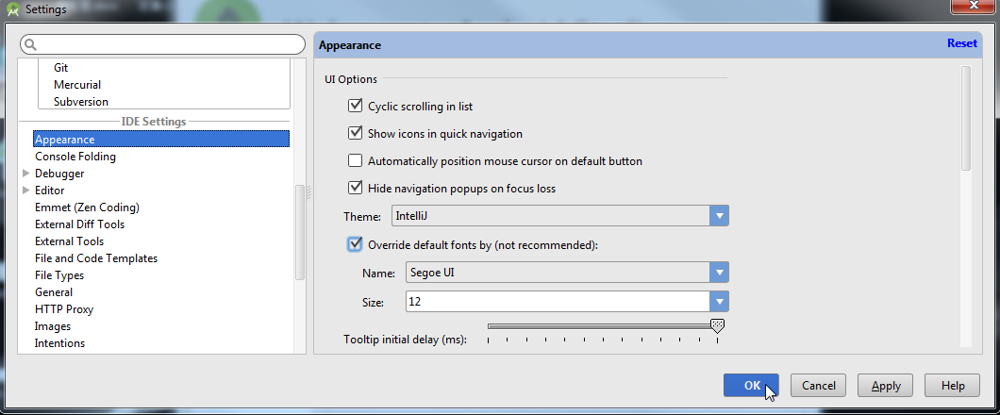 Settings
Git
Mercurial
Subversion
IDE Settings
Appearance
Console Folding
Debugger
Editor
Emmet (Zen Coding)
External Diff Tools
External Tools
File and Code Templates
File Types
General
HTTP Proxy
Images
Intentions
Appearance
Reset
UI Options
Cyclic scrolling in list
Show icons in quick navigation
Automatically position mouse cursor on default button
Hide navigation popups on focus loss
Theme: IntelliJ
Override default fonts by (not recommended):
Name: Segoe UI
Size: 12
Tooltip initial delay (ms):
OK Cancel Apply Help